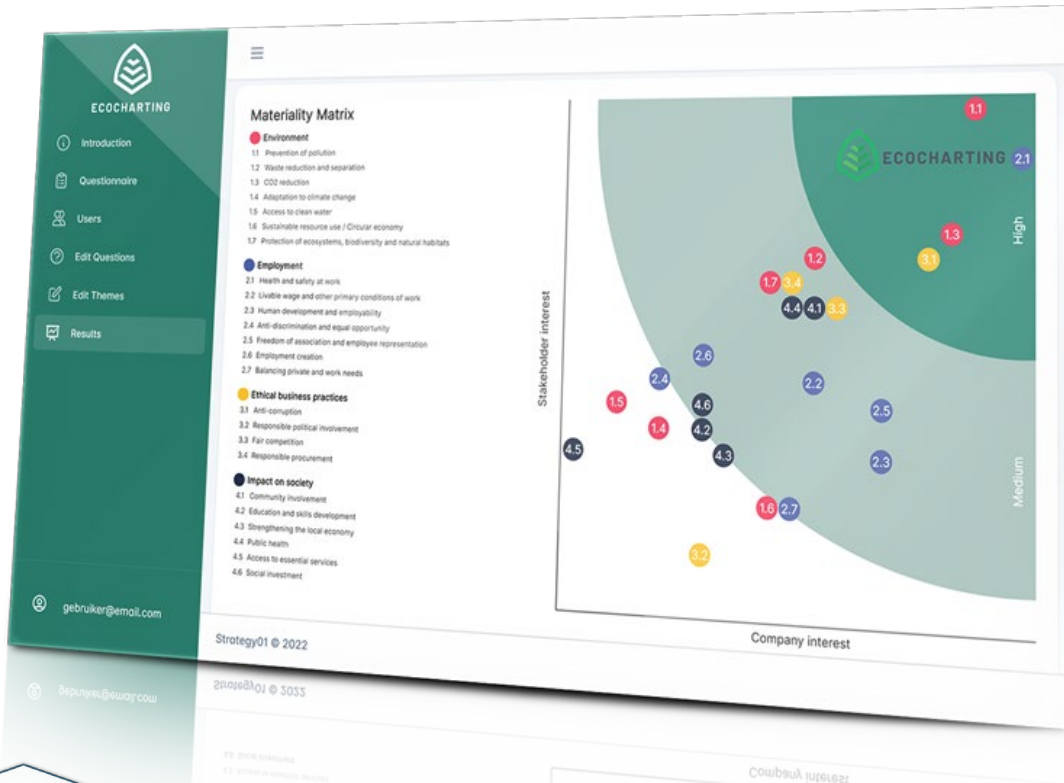 ECOCHARTING
Introduction
Questionnaire
Users
Edit Questions
Edit Themes
Results
gebruiker@email.com
Materiality Matrix
Environment
1.1 Prevention of pollution
1.2 Waste reduction and separation
1.3 CO2 reduction
1.4 Adaptation to climate change
1.5 Access to clean water
1.6 Sustainable resource use / Circular economy
1.7 Protection of ecosystems, biodiversity and natural habitats
Employment
2.1 Health and safety at work
2.2 Livable wage and other primary conditions of work
2.3 Human development and employability
2.4 Anti-discrimination and equal opportunity
2.5 Freedom of association and employee representation
2.6 Employment creation
2.7 Balancing private and work needs
Ethical business practices
3.1 Anti-corruption
3.2 Responsible political involvement
3.3 Fair competition
3.4 Responsible procurement
Impact on society
4.1 Community involvement
4.2 Education and skills development
4.3 Strengthening the local economy
4.4 Public health
4.5 Access to essential services
4.6 Social investment
Stakeholder interest
1.1
ECOCHARTING
2.1
High
1.3
1.2
3.1
1.7 3.4
4.4 4.1 3.3
2.6
2.4
2.2
1.5
4.6
2.5
1.4
4.2
4.5
4.3
2.3
Medium
1.6 2.7
3.2
Company interest
Strategy01 © 2022
gebruiker@email.com
Strategy01 © 2022
Company interest